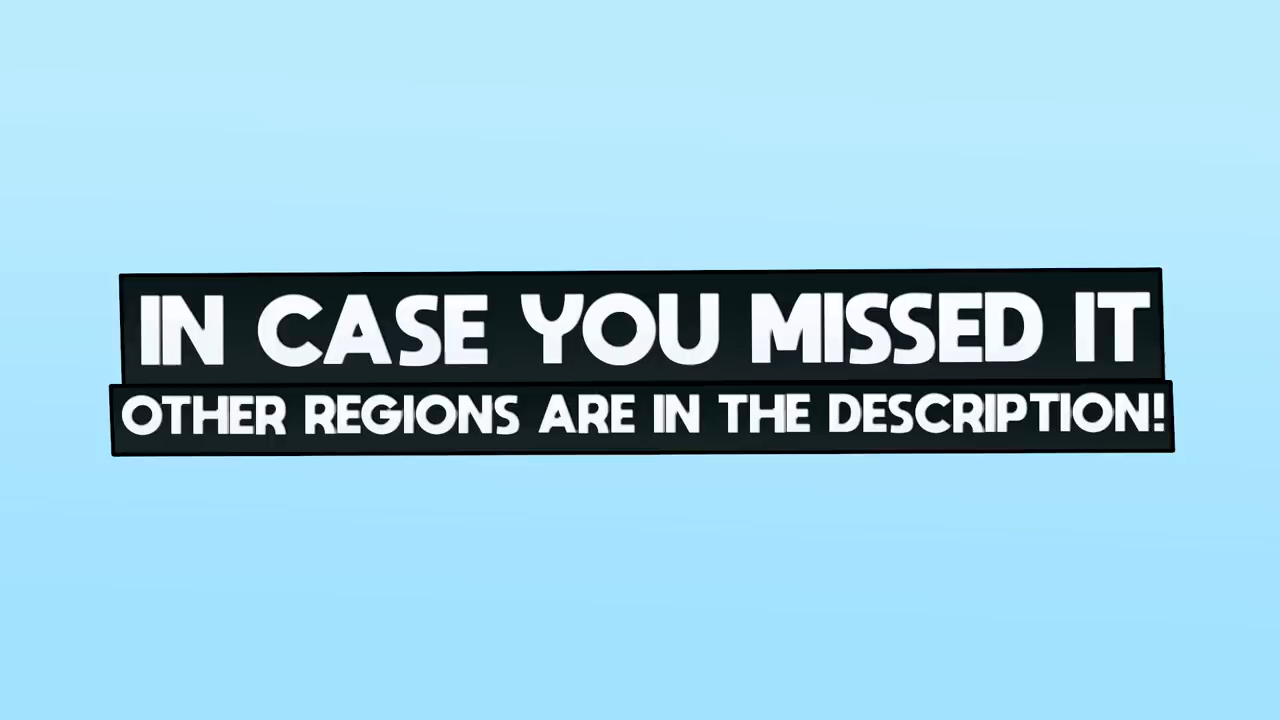 IN CASE YOU MISSED IT
OTHER REGIONS ARE IN THE DESCRIPTION!